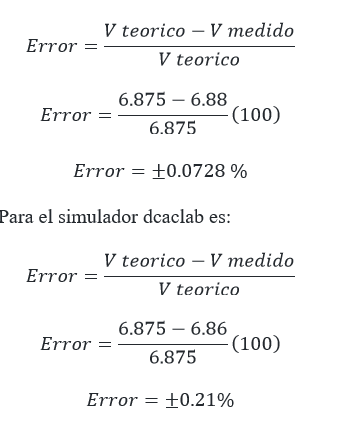 Error = (V teorico − V medido) / (V teorico)
Error = (6.875 − 6.88) / (6.875) (100)
Error = ±0.0728 %
Para el simulador dcaclab es:
Error = (V teorico − V medido) / (V teorico)
Error = (6.875 − 6.86) / (6.875) (100)
Error = ±0.21%